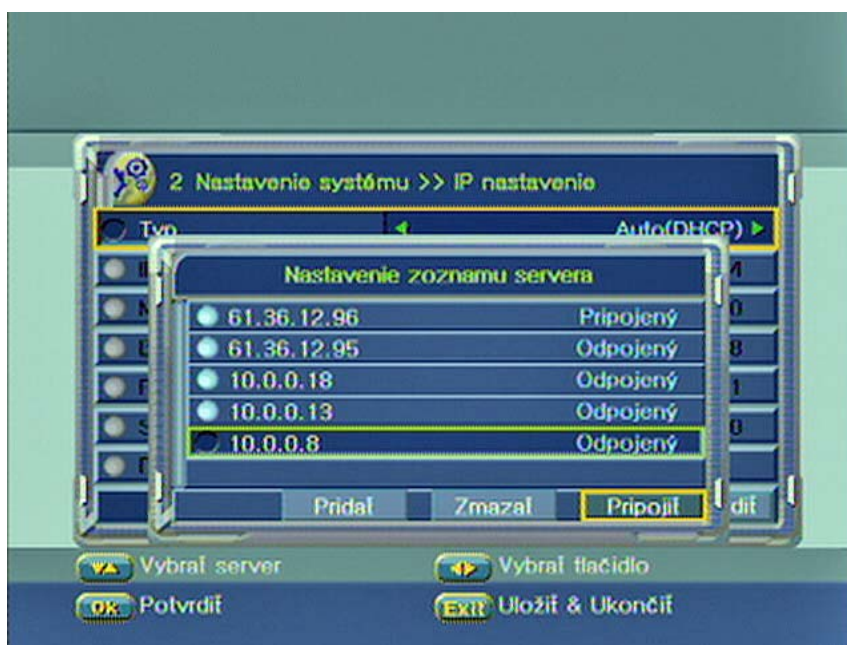 2 Nastavenie systému >> IP nastavenie
Typ Auto(DHCP)
Nastavenie zoznamu servera
61.36.12.96 Pripojený
61.36.12.95 Odpojený
10.0.0.18 Odpojený
10.0.0.13 Odpojený
10.0.0.8 Odpojený
Pridať Zmazať Pripojiť
Vybrať server Vybrať tlačidlo
OK Potvrdiť Exit Uložiť & Ukončiť